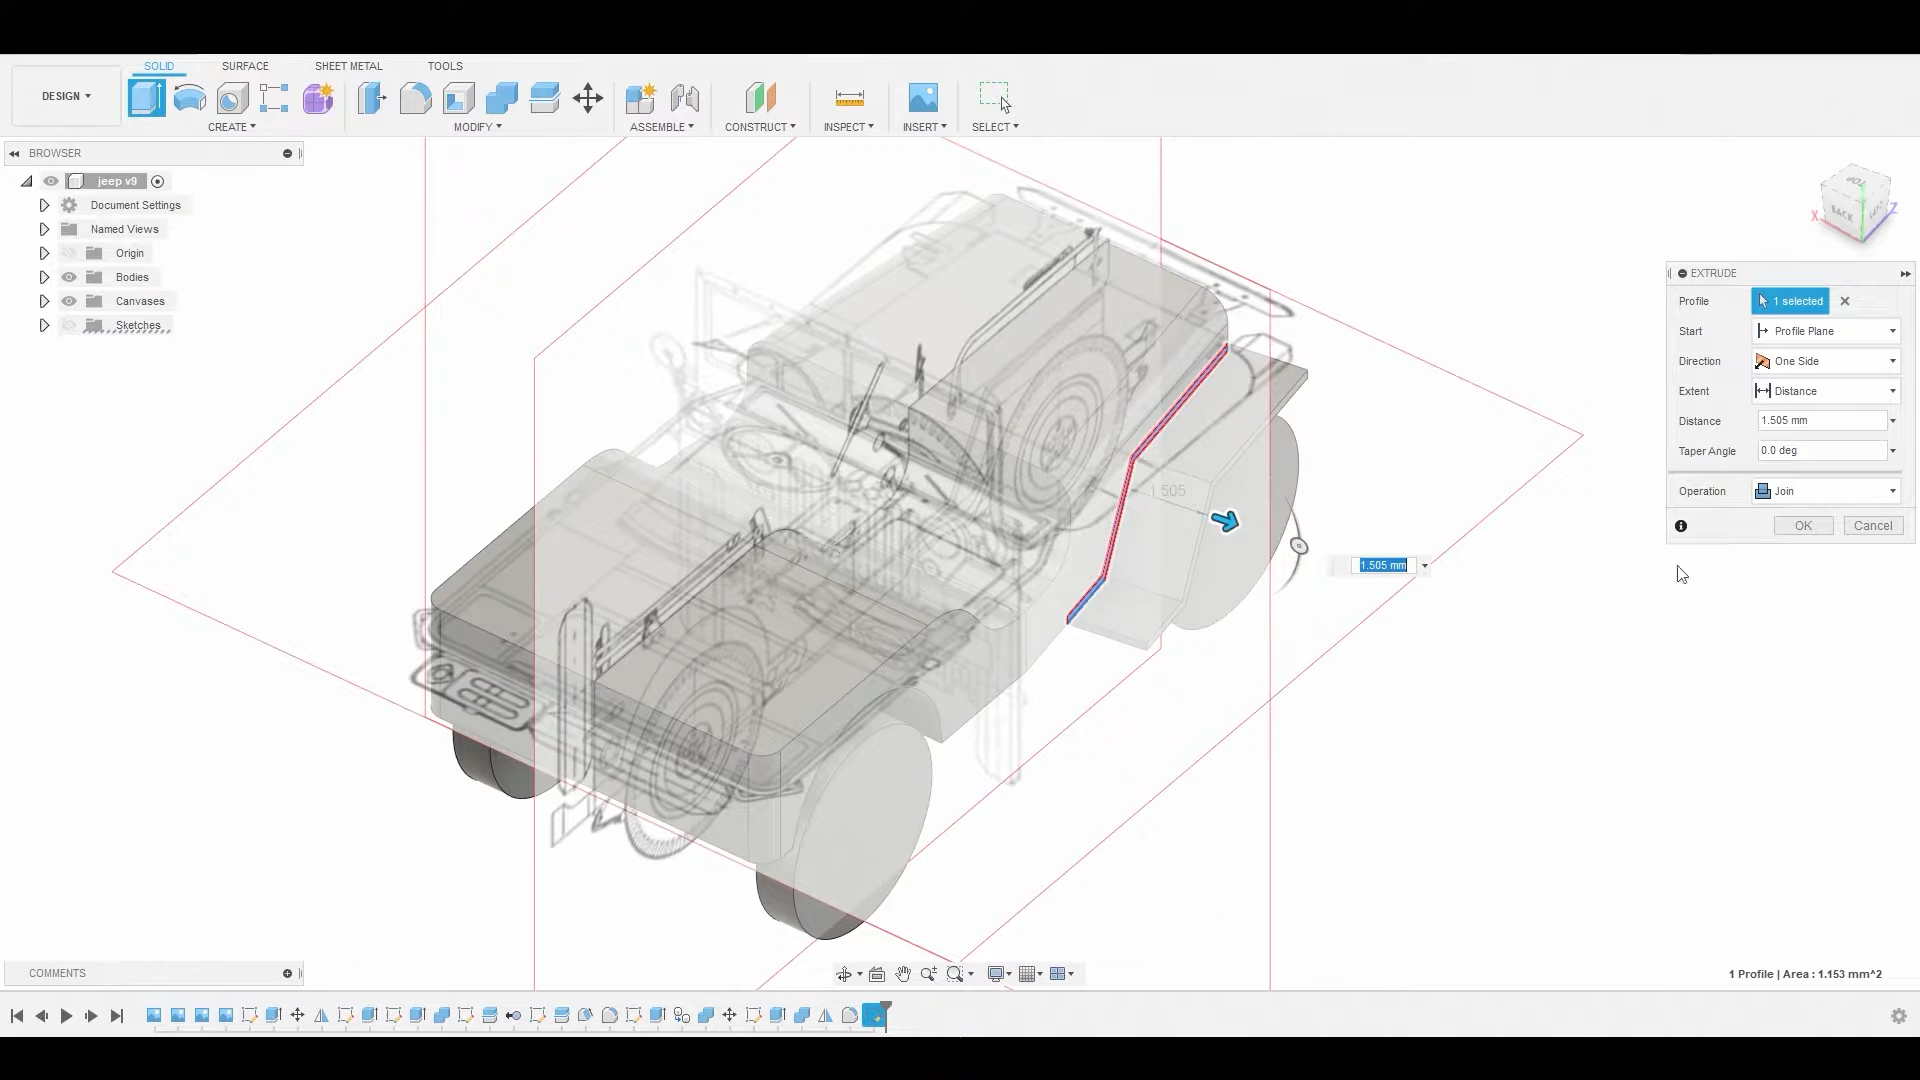 SOLID SURFACE SHEET METAL TOOLS
DESIGN
CREATE MODIFY ASSEMBLE CONSTRUCT INSPECT INSERT SELECT
BROWSER
jeep v9
Document Settings
Named Views
Origin
Bodies
Canvases
Sketches
TOP
BACK
LEFT
X
Z
EXTRUDE
Profile 1 selected
Start Profile Plane
Direction One Side
Extent Distance
Distance 1.505 mm
Taper Angle 0.0 deg
Operation Join
OK Cancel
1.505
1.505 mm
COMMENTS
1 Profile | Area : 1.153 mm^2